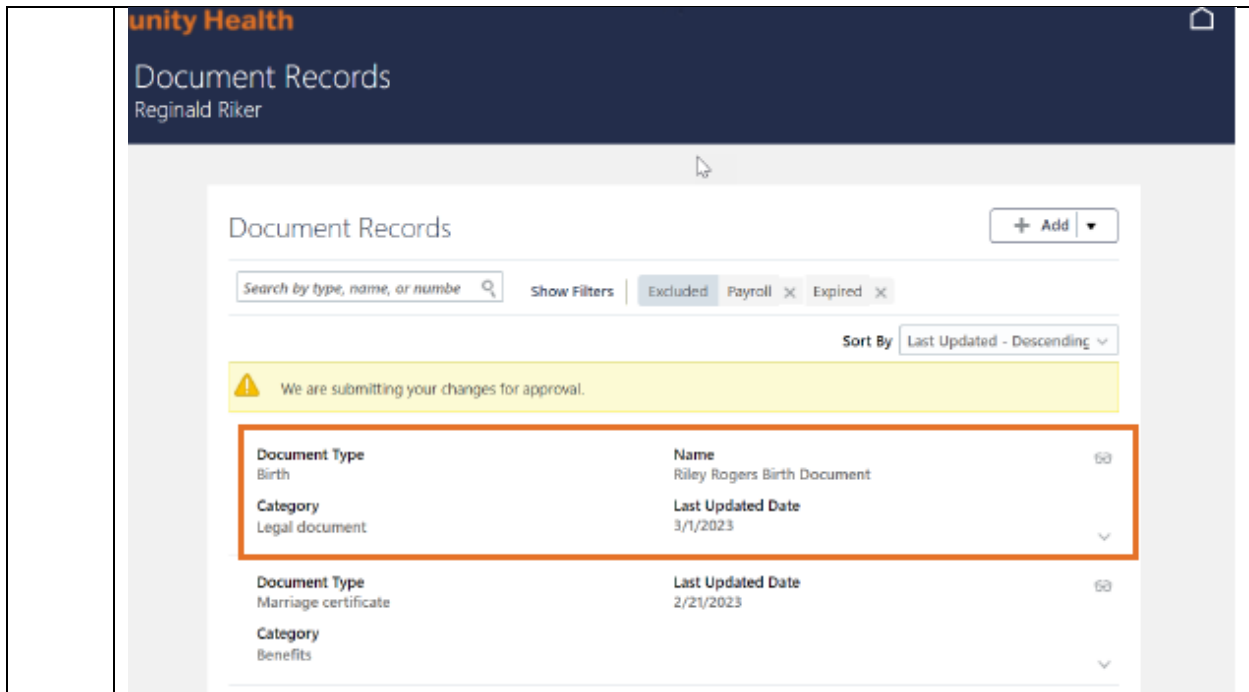 unity Health
Document Records
Reginald Riker
Document Records
+ Add
Search by type, name, or numbe
Show Filters
Excluded Payroll × Expired ×
Sort By Last Updated - Descending
We are submitting your changes for approval.
Document Type Name
Birth Riley Rogers Birth Document
Category Last Updated Date
Legal document 3/1/2023
Document Type Last Updated Date
Marriage certificate 2/21/2023
Category
Benefits